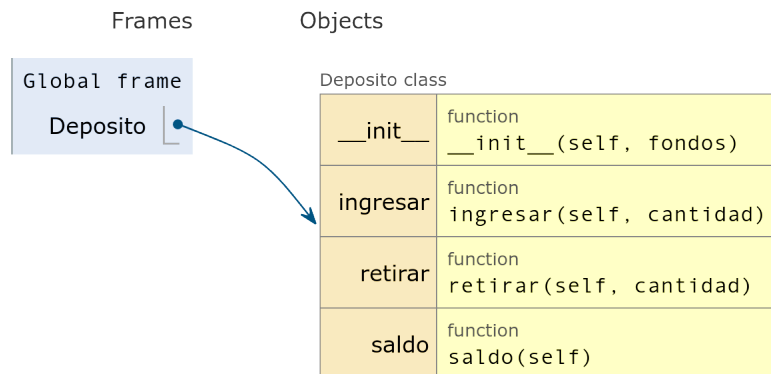 Frames
Objects
Global frame
Deposito
Deposito class
__init__
function
__init__(self, fondos)
ingresar
function
ingresar(self, cantidad)
retirar
function
retirar(self, cantidad)
saldo
function
saldo(self)